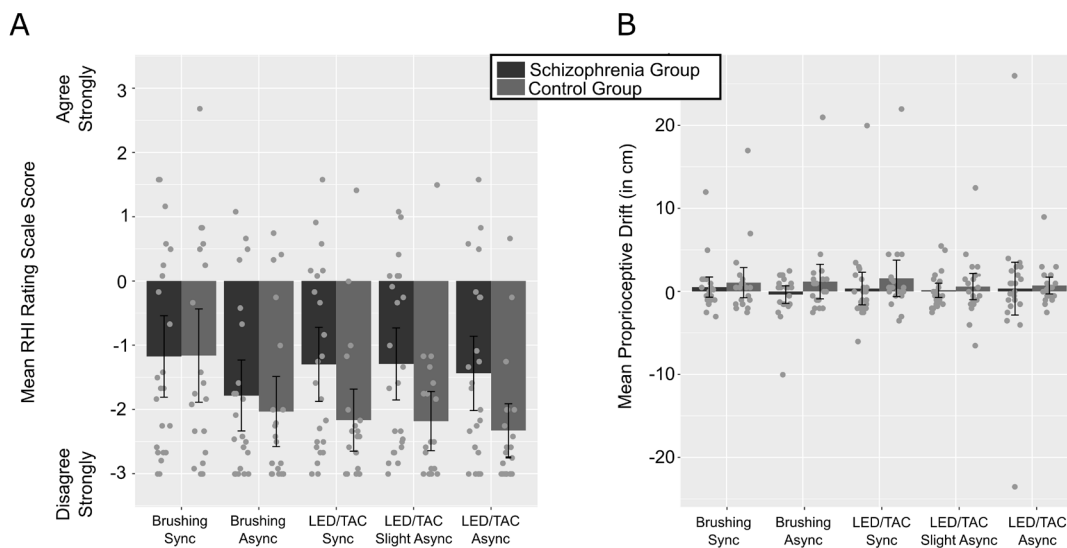 A
B
Schizophrenia Group
Control Group
Agree
Strongly
Mean RHI Rating Scale Score
Disagree
Strongly
3
2
1
0
-1
-2
-3
Brushing
Sync
Brushing
Async
LED/TAC
Sync
LED/TAC
Slight Async
LED/TAC
Async
Mean Proprioceptive Drift (in cm)
20
10
0
-10
-20
Brushing
Sync
Brushing
Async
LED/TAC
Sync
LED/TAC
Slight Async
LED/TAC
Async